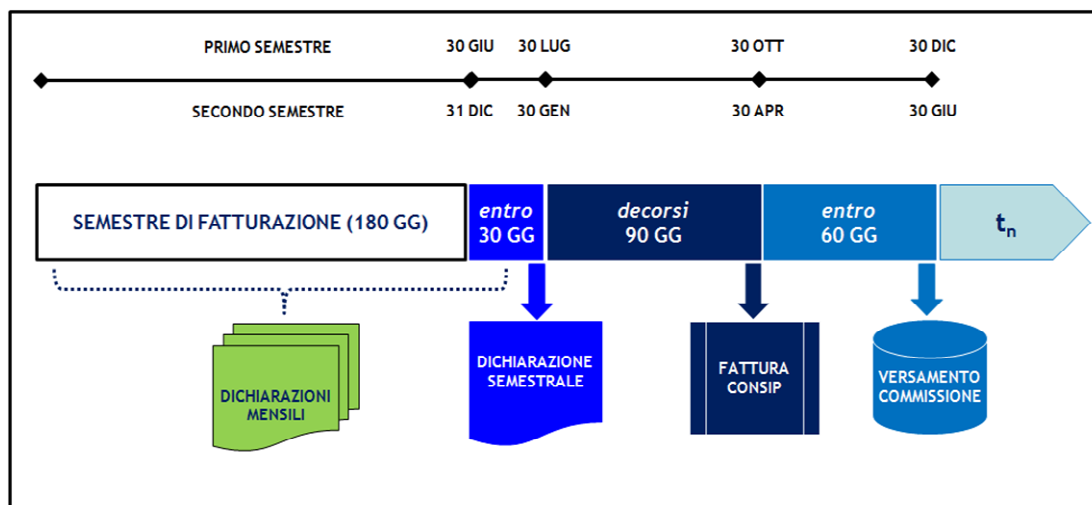 PRIMO SEMESTRE
30 GIU
30 LUG
30 OTT
30 DIC
SECONDO SEMESTRE
31 DIC
30 GEN
30 APR
30 GIU
SEMESTRE DI FATTURAZIONE (180 GG)
entro
30 GG
decorsi
90 GG
entro
60 GG
tn
DICHIARAZIONI
MENSILI
DICHIARAZIONE
SEMESTRALE
FATTURA
CONSIP
VERSAMENTO
COMMISSIONE